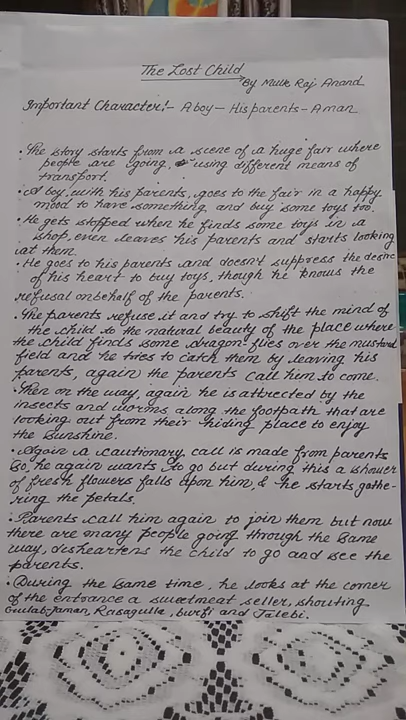 The Lost Child
By Mulk Raj Anand
Important Character:- A boy - His parents - A man
• The story starts from a scene of a huge fair where
people are going, using different means of
transport.
• A boy, with his parents, goes to the fair in a happy
mood to have something, and buy some toys too.
• He gets stopped when he finds some toys in a
shop, even leaves his parents and starts looking
at them.
• He goes to his parents and doesn't suppress the desire
of his heart to buy toys, though he knows the
refusal onbehalf of the parents.
• The parents refuse it and try to shift the mind of
the child to the natural beauty of the place where
the child finds some dragon flies over the mustard
field and he tries to catch them by leaving his
parents, again the parents call him to come.
• Then on the way, again he is attrected by the
insects and worms along the footpath that are
looking out from their hiding place to enjoy
the sunshine.
• Again a cautionary call is made from parents
So, he again wants to go but during this a shower
of fresh flowers falls upon him, & he starts gathe-
ring the petals.
• Parents call him again to join them but now
there are many people going through the same
way, disheartens the child to go and see the
parents.
• During the same time, he looks at the corner
of the entrance a sweetmeat seller, shouting
Gulab-Jaman, Rasagulla, burfi and Jalebi.